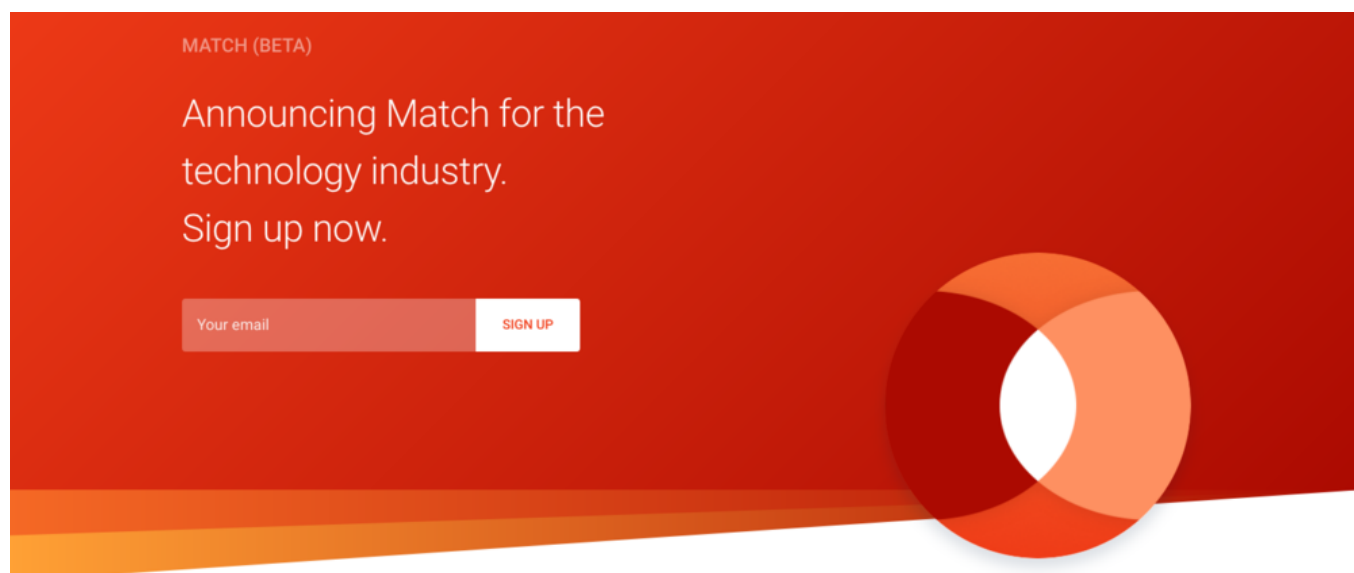 MATCH (BETA)
Announcing Match for the
technology industry.
Sign up now.
Your email
SIGN UP